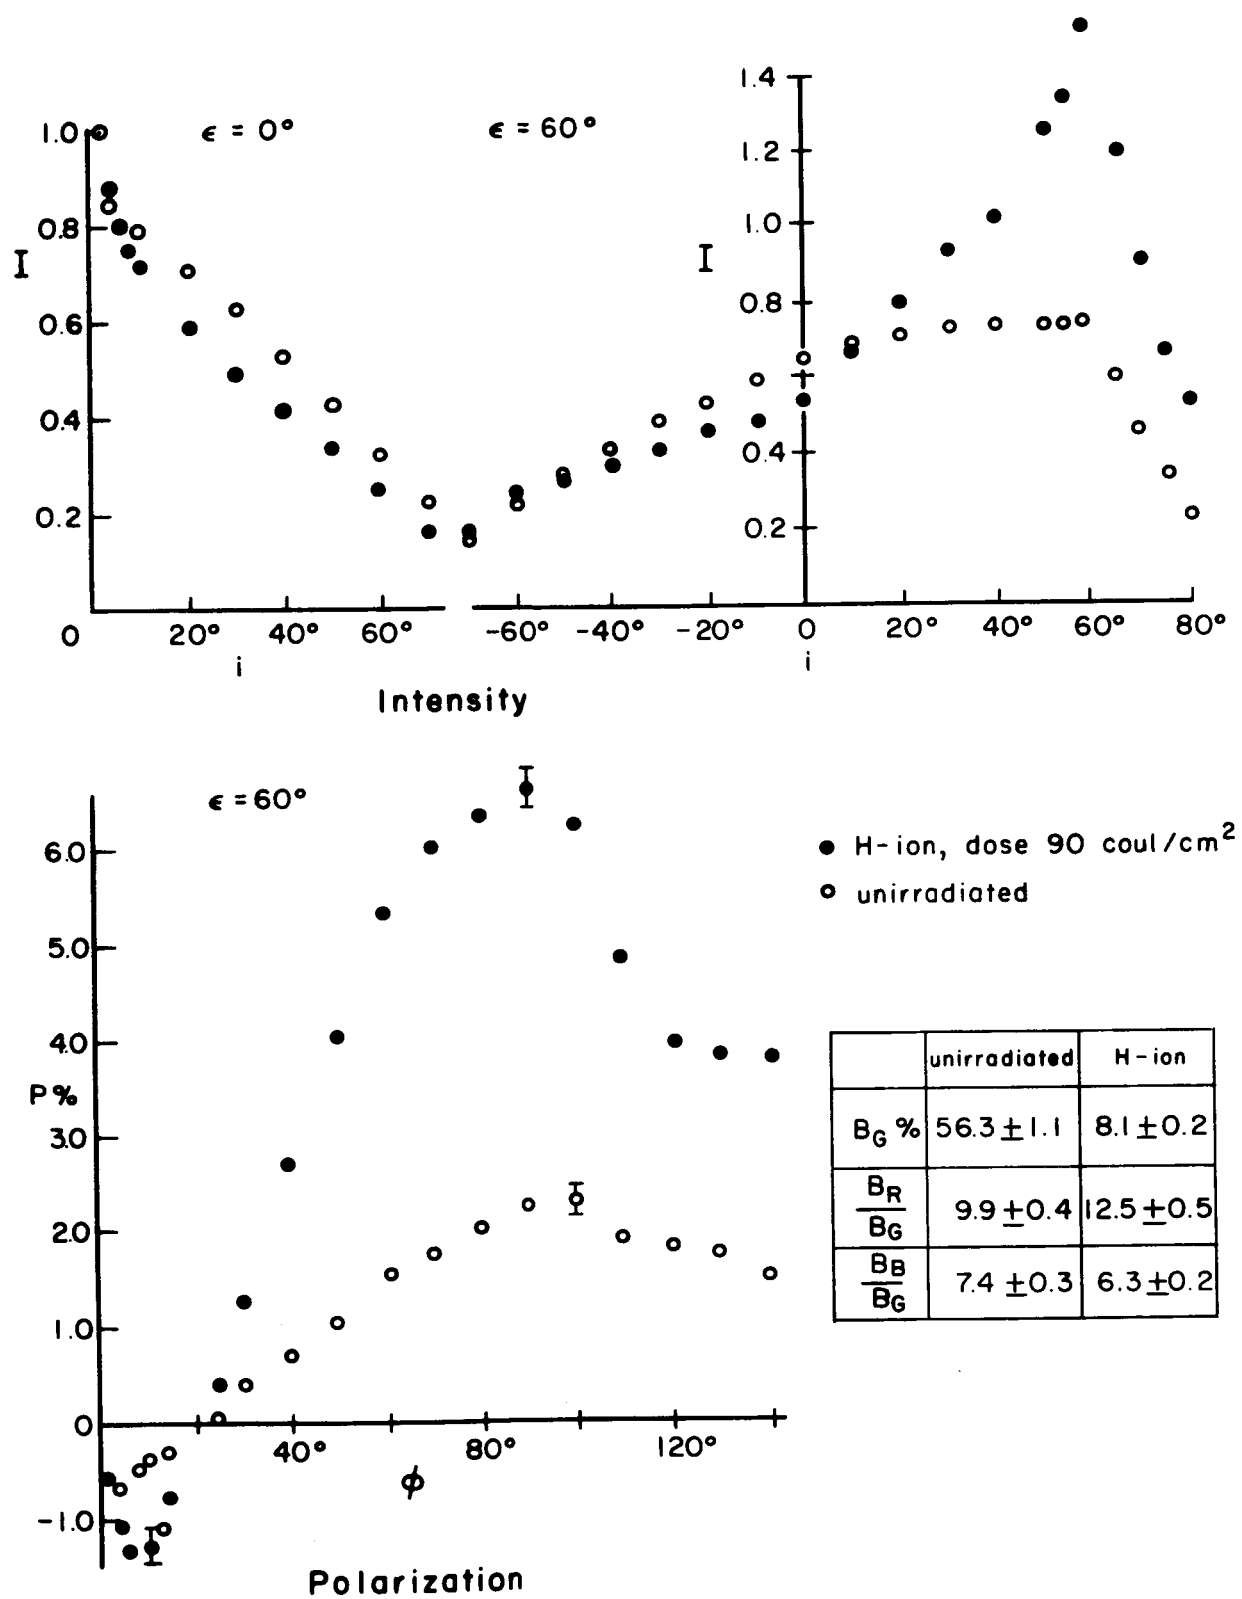 ϵ = 0°
ϵ = 60°
I
1.0
0.8
0.6
0.4
0.2
0
20°
40°
60°
i
I
1.4
1.2
1.0
0.8
0.4
0.2
-60°
-40°
-20°
0
20°
40°
60°
80°
i
Intensity
ϵ = 60°
6.0
5.0
4.0
P%
3.0
2.0
1.0
0
-1.0
40°
80°
120°
ϕ
Polarization
● H-ion, dose 90 coul/cm²
○ unirradiated
unirradiated H-ion
B_G % 56.3 ± 1.1 8.1 ± 0.2
B_R/B_G 9.9 ± 0.4 12.5 ± 0.5
B_B/B_G 7.4 ± 0.3 6.3 ± 0.2